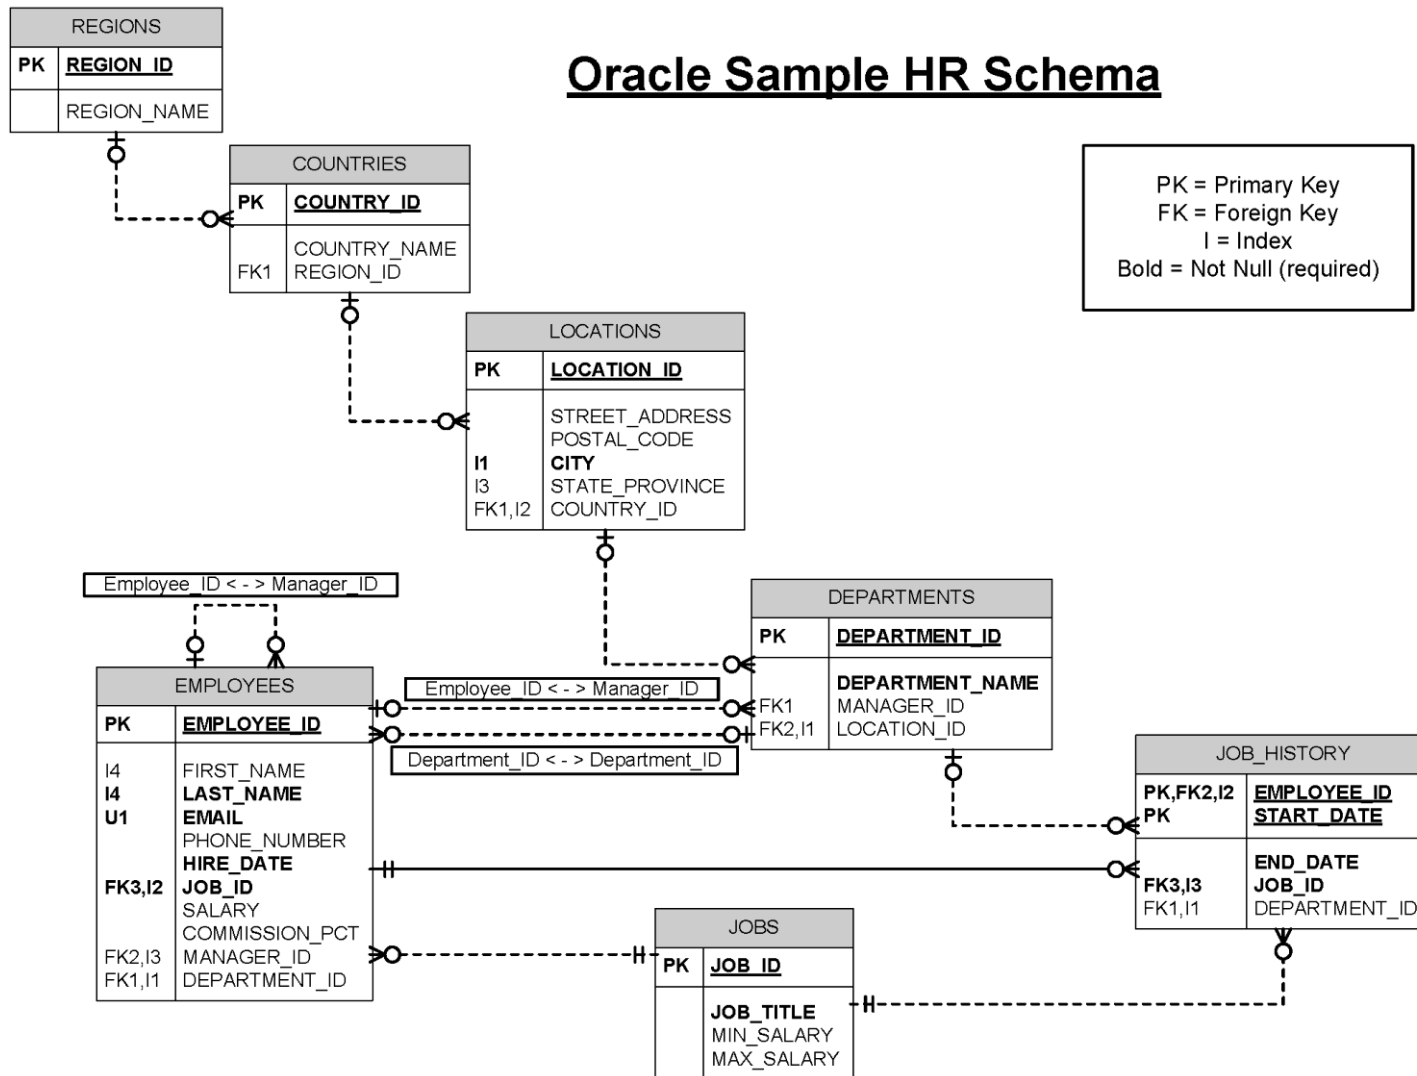 REGIONS
PK REGION_ID
REGION_NAME
Oracle Sample HR Schema
PK = Primary Key
FK = Foreign Key
I = Index
Bold = Not Null (required)
COUNTRIES
PK COUNTRY_ID
COUNTRY_NAME
FK1 REGION_ID
LOCATIONS
PK LOCATION_ID
STREET_ADDRESS
POSTAL_CODE
I1 CITY
I3 STATE_PROVINCE
FK1,I2 COUNTRY_ID
Employee_ID < - > Manager_ID
DEPARTMENTS
PK DEPARTMENT_ID
DEPARTMENT_NAME
FK1 MANAGER_ID
FK2,I1 LOCATION_ID
Employee_ID < - > Manager_ID
Department_ID < - > Department_ID
EMPLOYEES
PK EMPLOYEE_ID
I4 FIRST_NAME
I4 LAST_NAME
U1 EMAIL
PHONE_NUMBER
HIRE_DATE
FK3,I2 JOB_ID
SALARY
COMMISSION_PCT
FK2,I3 MANAGER_ID
FK1,I1 DEPARTMENT_ID
JOB_HISTORY
PK,FK2,I2 EMPLOYEE_ID
PK START_DATE
END_DATE
FK3,I3 JOB_ID
FK1,I1 DEPARTMENT_ID
JOBS
PK JOB_ID
JOB_TITLE
MIN_SALARY
MAX_SALARY